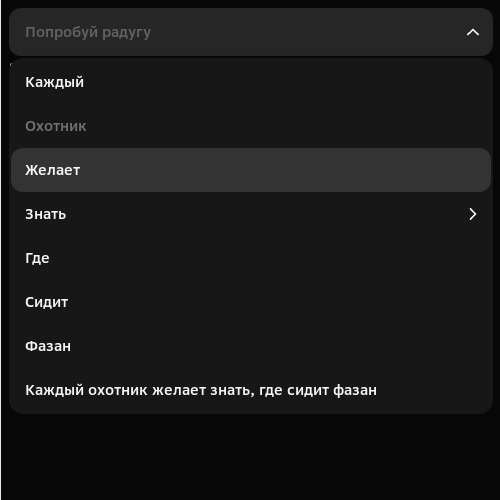 Попробуй радугу
Каждый
Охотник
Желает
Знать
Где
Сидит
Фазан
Каждый охотник желает знать, где сидит фазан